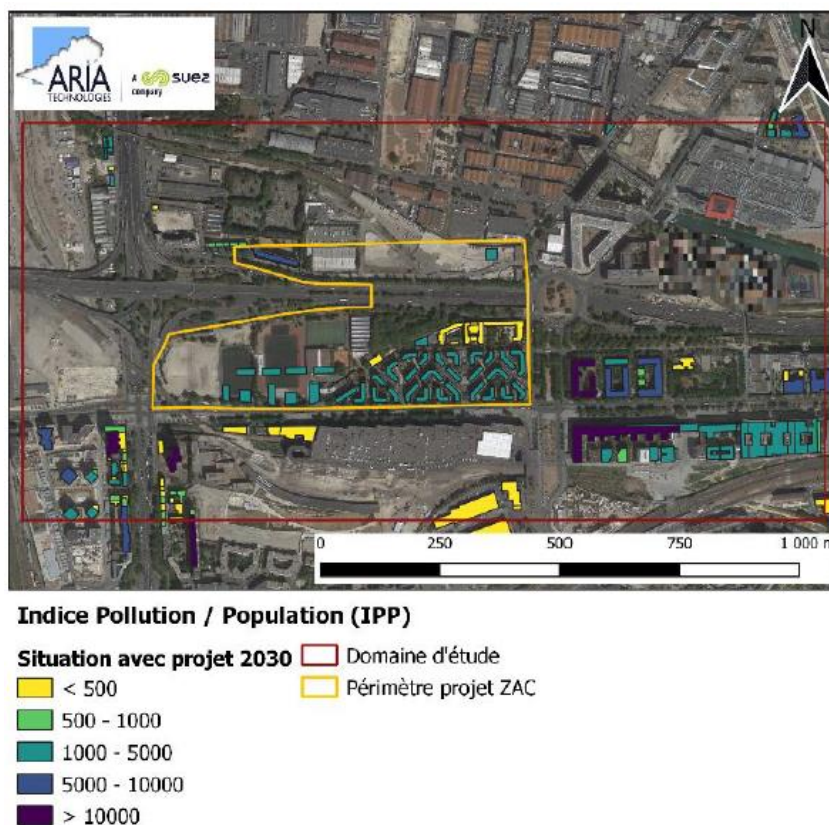 N
ARIA
TECHNOLOGIES
A suez
company
0 250 500 750 1 000 m
Indice Pollution / Population (IPP)
Situation avec projet 2030
< 500
500 - 1000
1000 - 5000
5000 - 10000
> 10000
Domaine d'étude
Périmètre projet ZAC